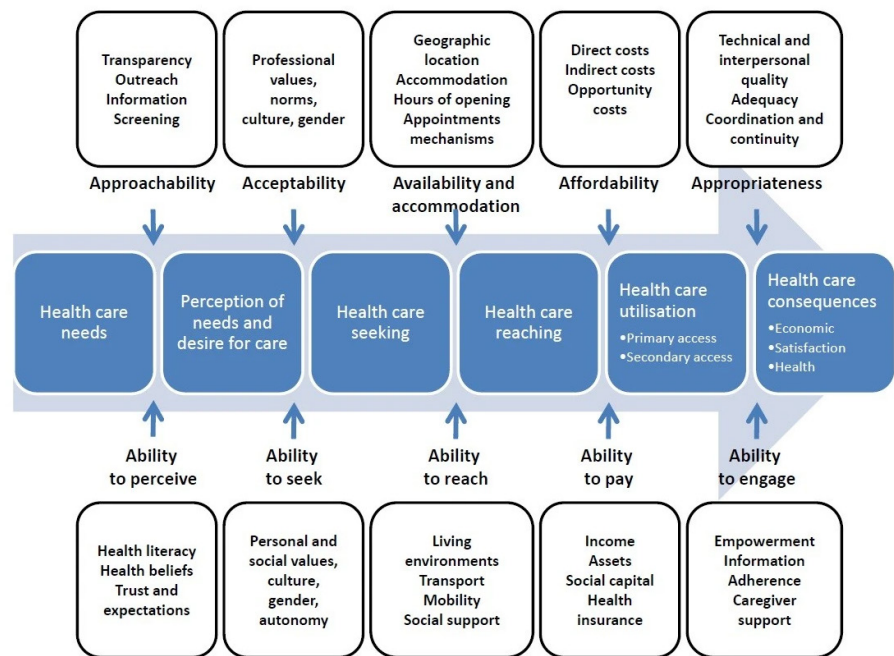 Transparency
Outreach
Information
Screening
Professional
values,
norms,
culture, gender
Geographic
location
Accommodation
Hours of opening
Appointments
mechanisms
Direct costs
Indirect costs
Opportunity
costs
Technical and
interpersonal
quality
Adequacy
Coordination and
continuity
Approachability
Acceptability
Availability and
accommodation
Affordability
Appropriateness
Health care
needs
Perception of
needs and
desire for care
Health care
seeking
Health care
reaching
Health care
utilisation
•Primary access
•Secondary access
Health care
consequences
•Economic
•Satisfaction
•Health
Ability
to perceive
Ability
to seek
Ability
to reach
Ability
to pay
Ability
to engage
Health literacy
Health beliefs
Trust and
expectations
Personal and
social values,
culture,
gender,
autonomy
Living
environments
Transport
Mobility
Social support
Income
Assets
Social capital
Health
insurance
Empowerment
Information
Adherence
Caregiver
support